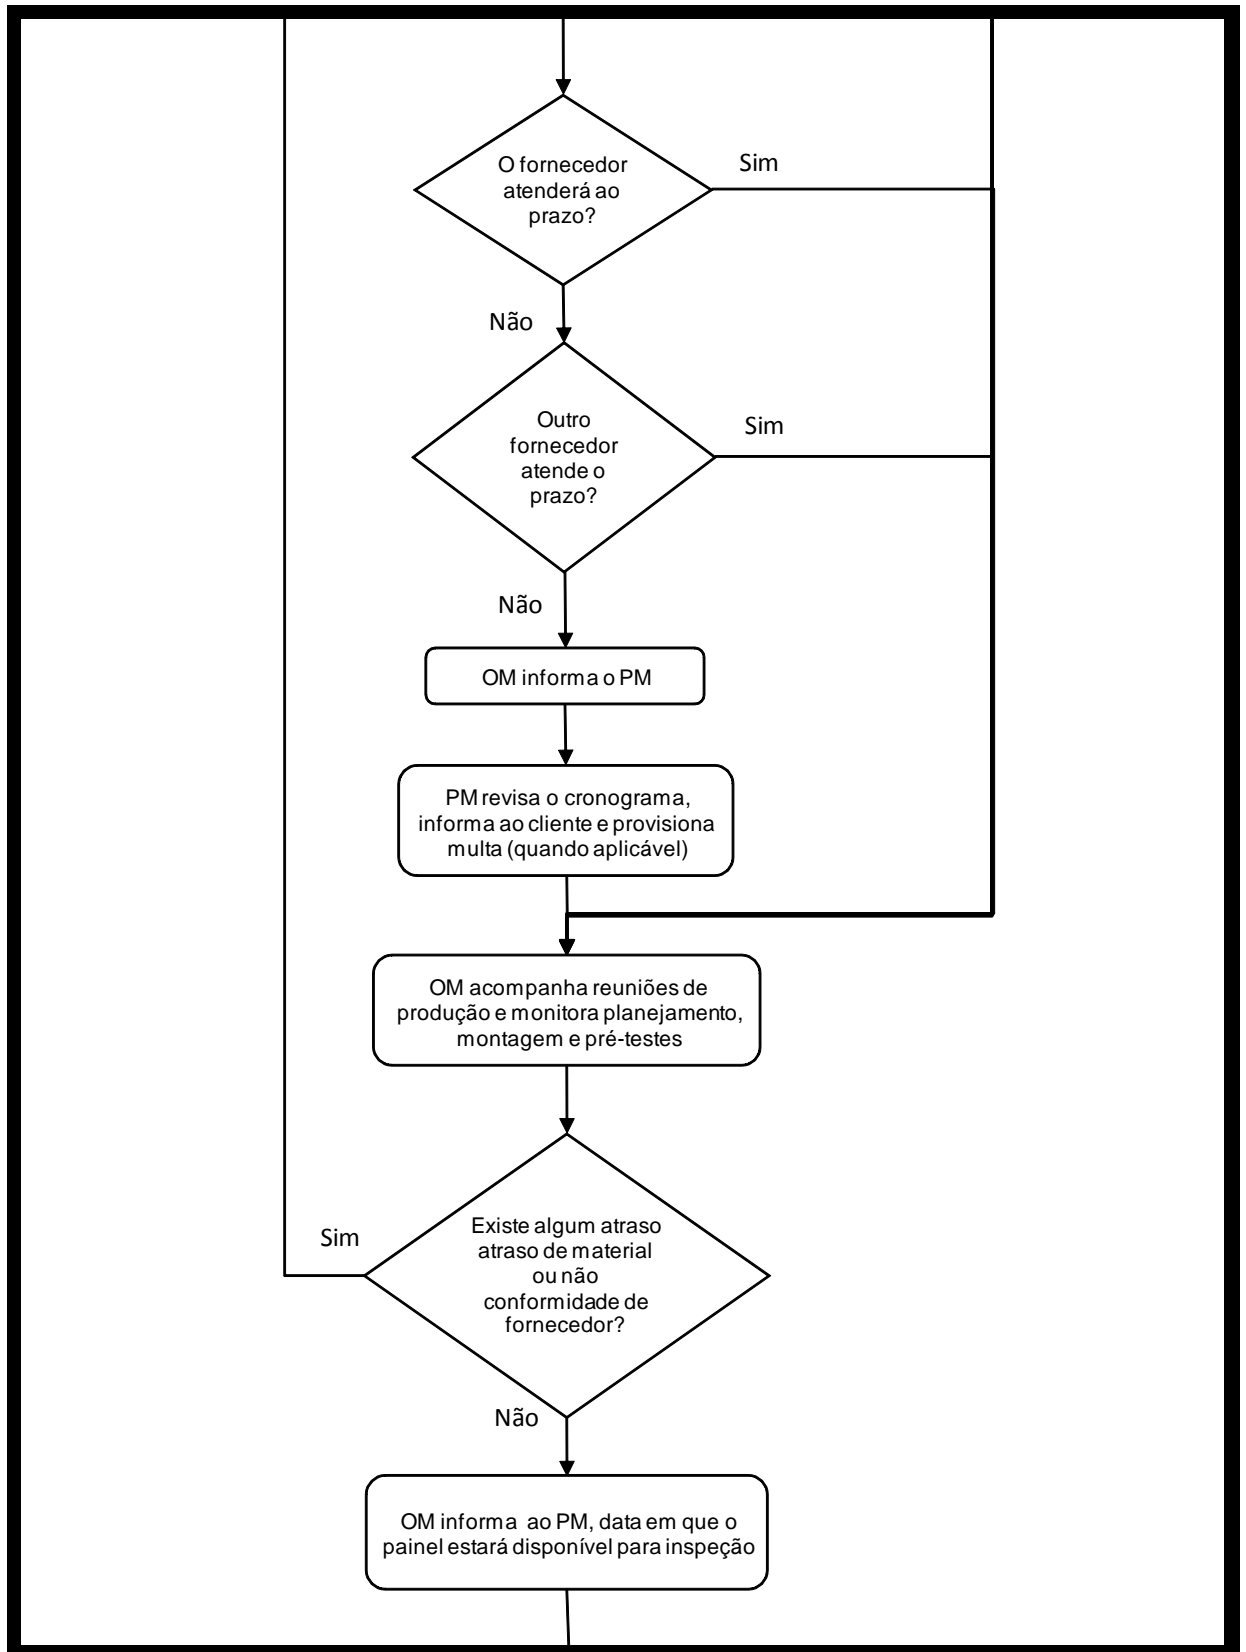 O fornecedor
atenderá ao
prazo?
Sim
Não
Outro
fornecedor
atende o
prazo?
Sim
Não
OM informa o PM
PM revisa o cronograma,
informa ao cliente e provisiona
multa (quando aplicável)
OM acompanha reuniões de
produção e monitora planejamento,
montagem e pré-testes
Sim
Existe algum atraso
atraso de material
ou não
conformidade de
fornecedor?
Não
OM informa ao PM, data em que o
painel estará disponível para inspeção